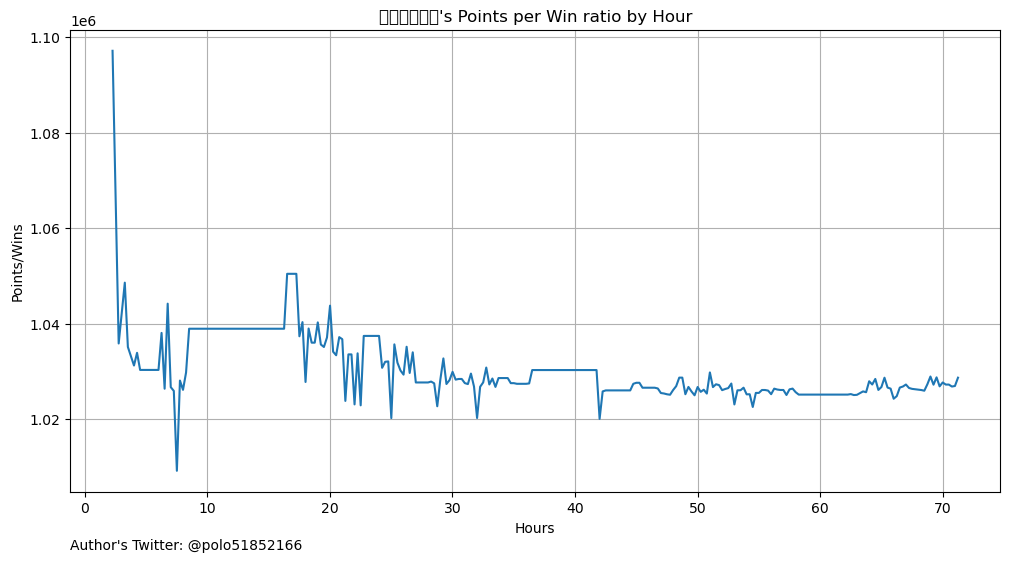 's Points per Win ratio by Hour
1e6
1.10
1.08
1.06
1.04
1.02
Points/Wins
0 10 20 30 40 50 60 70
Hours
Author's Twitter: @polo51852166